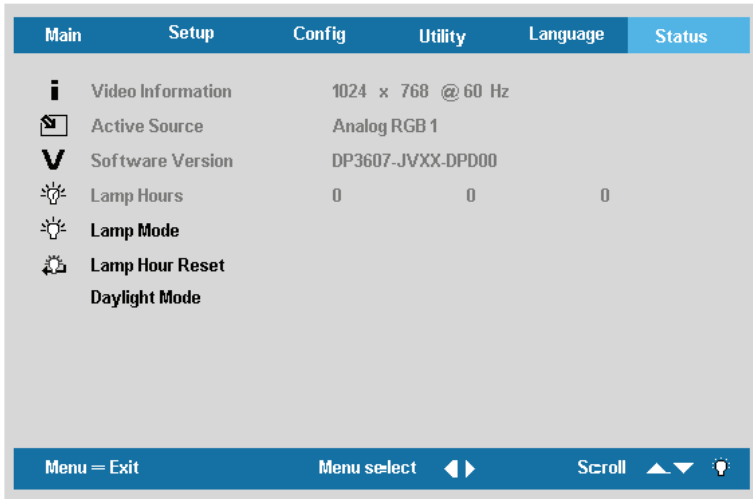 Main Setup Config Utility Language Status
i Video Information 1024 x 768 @ 60 Hz
Active Source Analog RGB 1
V Software Version DP3607-JVXX-DPD00
Lamp Hours 0 0 0
Lamp Mode
Lamp Hour Reset
Daylight Mode
Menu = Exit Menu select Scroll